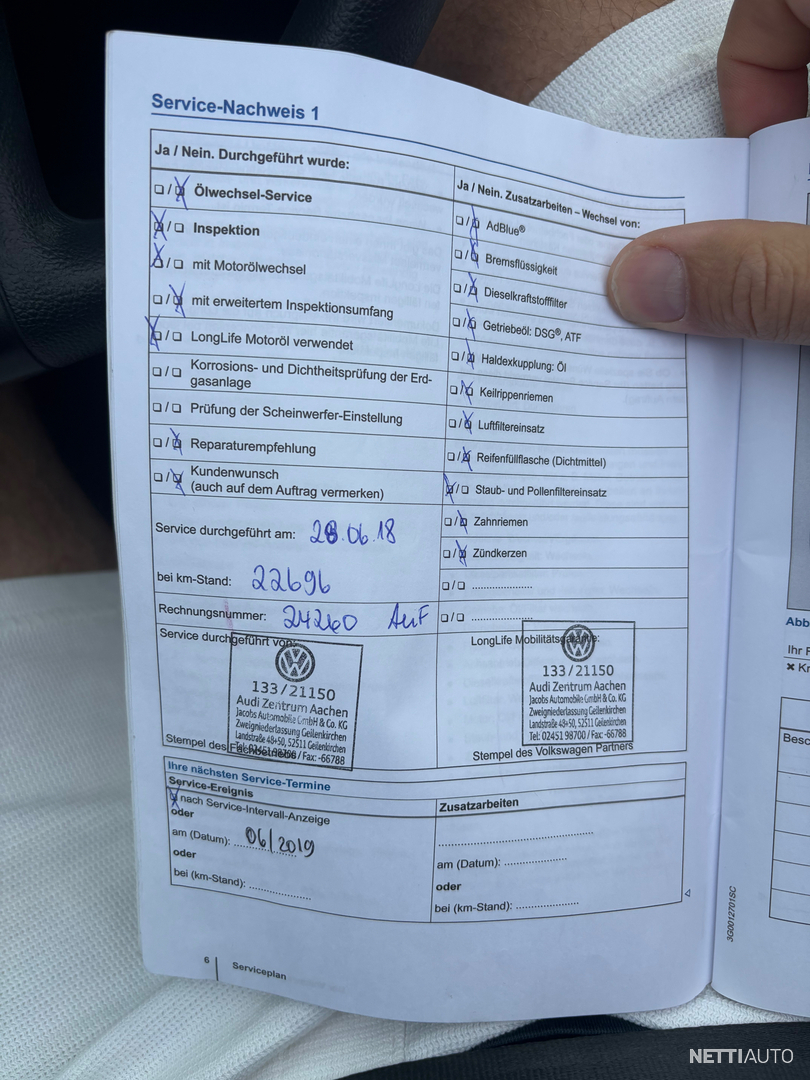 Service-Nachweis 1
Ja / Nein. Durchgeführt wurde:
❏ / ❏ Ölwechsel-Service
❏ / ❏ Inspektion
❏ / ❏ mit Motorölwechsel
❏ / ❏ mit erweitertem Inspektionsumfang
❏ / ❏ LongLife Motoröl verwendet
❏ / ❏ Korrosions- und Dichtheitsprüfung der Erd-
gasanlage
❏ / ❏ Prüfung der Scheinwerfer-Einstellung
❏ / ❏ Reparaturempfehlung
❏ / ❏ Kundenwunsch
(auch auf dem Auftrag vermerken)
Service durchgeführt am: 28.06.18
bei km-Stand: 22696
Rechnungsnummer: 24260 AuF
Service durchgeführt von:
133/21150
Audi Zentrum Aachen
Jacobs Automobile GmbH & Co. KG
Zweigniederlassung Geilenkirchen
Landstraße 48+50, 52511 Geilenkirchen
Tel: 02451 98700 / Fax: -66788
Stempel des Fachbetriebs
Ja / Nein. Zusatzarbeiten – Wechsel von:
❏ / ❏ AdBlue®
❏ / ❏ Bremsflüssigkeit
❏ / ❏ Dieselkraftstofffilter
❏ / ❏ Getriebeöl: DSG®, ATF
❏ / ❏ Haldexkupplung: Öl
❏ / ❏ Keilrippenriemen
❏ / ❏ Luftfiltereinsatz
❏ / ❏ Reifenfüllflasche (Dichtmittel)
❏ / ❏ Staub- und Pollenfiltereinsatz
❏ / ❏ Zahnriemen
❏ / ❏ Zündkerzen
❏ / ❏ ....................
❏ / ❏ ....................
LongLife Mobilitätsgarantie:
133/21150
Audi Zentrum Aachen
Jacobs Automobile GmbH & Co. KG
Zweigniederlassung Geilenkirchen
Landstraße 48+50, 52511 Geilenkirchen
Tel: 02451 98700 / Fax: -66788
Stempel des Volkswagen Partners
Ihre nächsten Service-Termine
Service-Ereignis
❏ nach Service-Intervall-Anzeige
oder
am (Datum): 06/2019
oder
bei (km-Stand): ....................
Zusatzarbeiten
..................................................
am (Datum): ....................
oder
bei (km-Stand): ....................
3G0012701SC
6 Serviceplan
Abb
Ihr F
✖ Kr
Besc
NETTIAUTO